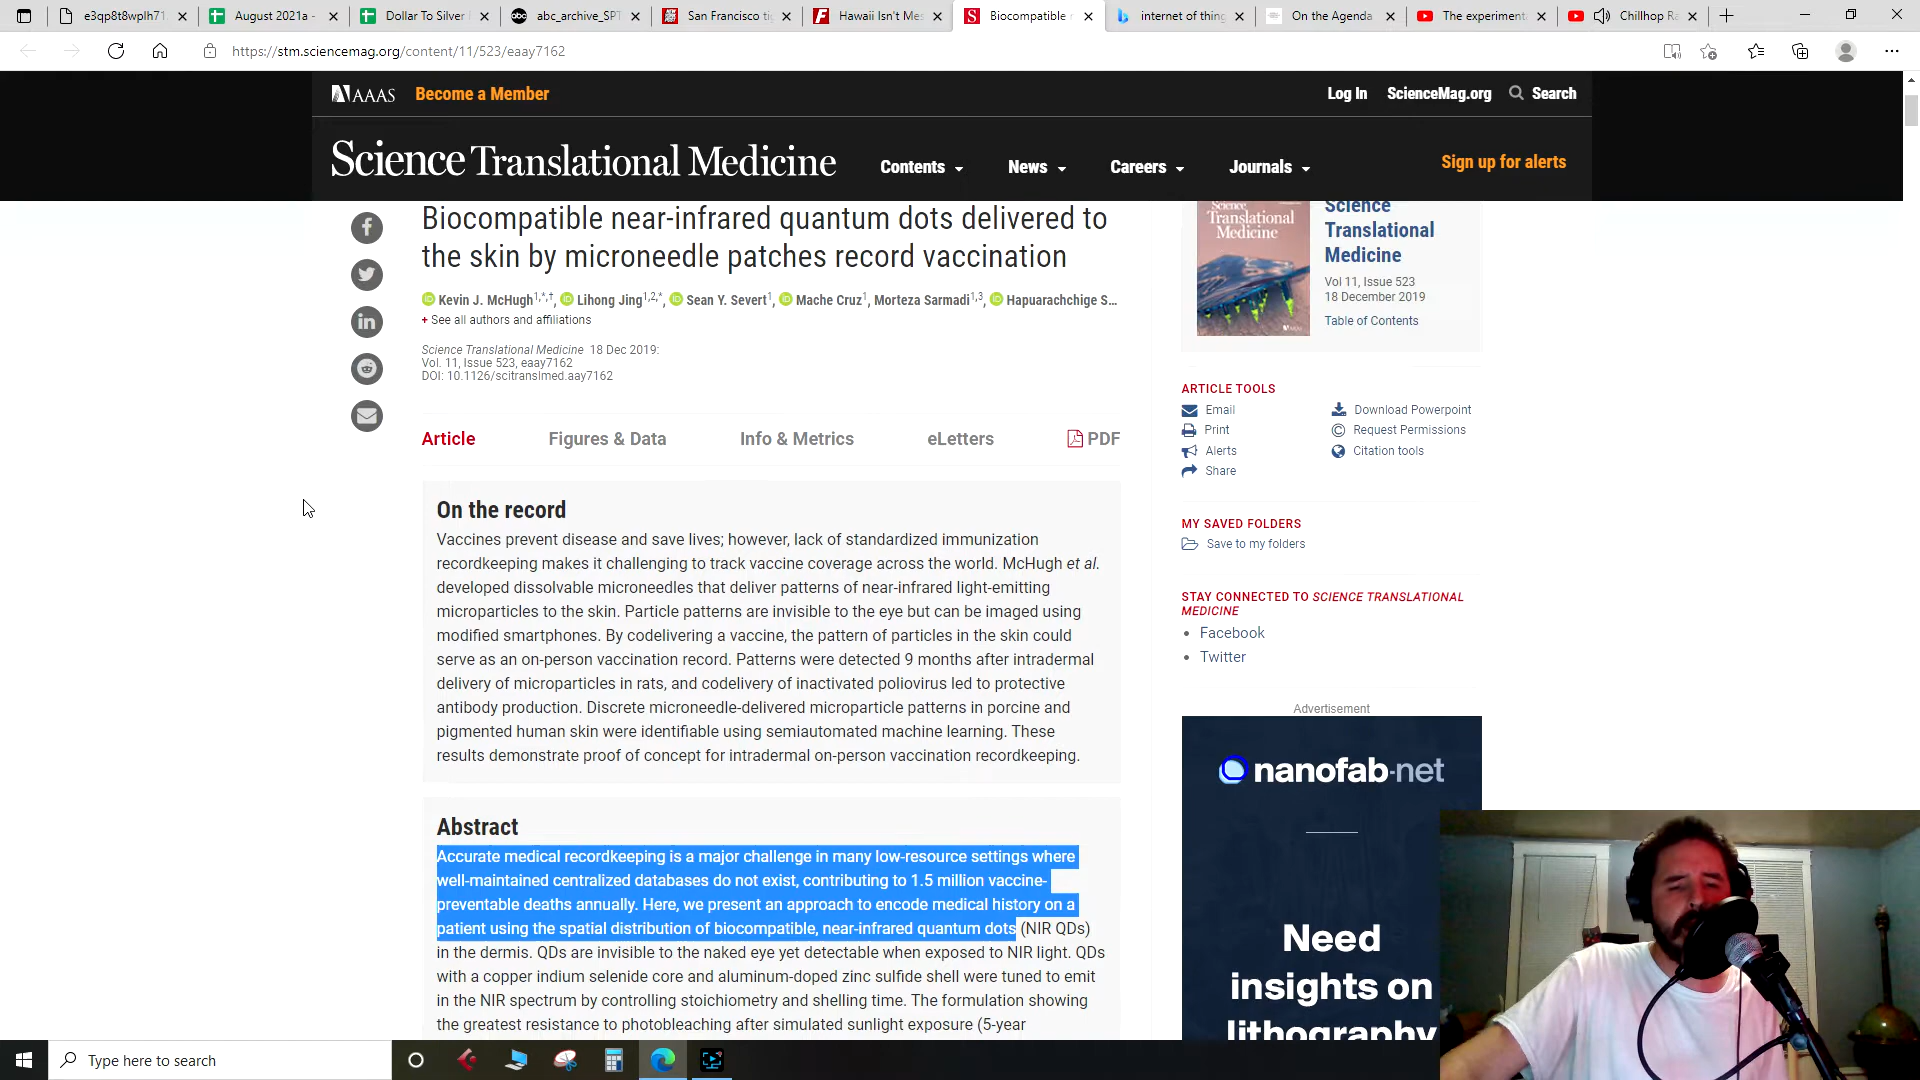 e3qp8t8wplh71
August 2021a -
Dollar To Silver
abc_archive_SPT
San Francisco ti
Hawaii Isn't Me
Biocompatible
internet of thin
On the Agenda
The experiment
Chillhop Ra
https://stm.sciencemag.org/content/11/523/eaay7162
AAAS
Become a Member
Log In
ScienceMag.org
Search
Science Translational Medicine
Contents
News
Careers
Journals
Sign up for alerts
Biocompatible near-infrared quantum dots delivered to
the skin by microneedle patches record vaccination
Kevin J. McHugh1,*,†, Lihong Jing1,2,*, Sean Y. Severt1, Mache Cruz1, Morteza Sarmadi1,3, Hapuarachchige S...
+ See all authors and affiliations
Science Translational Medicine 18 Dec 2019:
Vol. 11, Issue 523, eaay7162
DOI: 10.1126/scitranslmed.aay7162
Article
Figures & Data
Info & Metrics
eLetters
PDF
On the record
Vaccines prevent disease and save lives; however, lack of standardized immunization
recordkeeping makes it challenging to track vaccine coverage across the world. McHugh et al.
developed dissolvable microneedles that deliver patterns of near-infrared light-emitting
microparticles to the skin. Particle patterns are invisible to the eye but can be imaged using
modified smartphones. By codelivering a vaccine, the pattern of particles in the skin could
serve as an on-person vaccination record. Patterns were detected 9 months after intradermal
delivery of microparticles in rats, and codelivery of inactivated poliovirus led to protective
antibody production. Discrete microneedle-delivered microparticle patterns in porcine and
pigmented human skin were identifiable using semiautomated machine learning. These
results demonstrate proof of concept for intradermal on-person vaccination recordkeeping.
Abstract
Accurate medical recordkeeping is a major challenge in many low-resource settings where
well-maintained centralized databases do not exist, contributing to 1.5 million vaccine-
preventable deaths annually. Here, we present an approach to encode medical history on a
patient using the spatial distribution of biocompatible, near-infrared quantum dots (NIR QDs)
in the dermis. QDs are invisible to the naked eye yet detectable when exposed to NIR light. QDs
with a copper indium selenide core and aluminum-doped zinc sulfide shell were tuned to emit
in the NIR spectrum by controlling stoichiometry and shelling time. The formulation showing
the greatest resistance to photobleaching after simulated sunlight exposure (5-year
Science
Translational
Medicine
Science
Translational
Medicine
Vol 11, Issue 523
18 December 2019
Table of Contents
ARTICLE TOOLS
Email
Download Powerpoint
Print
Request Permissions
Alerts
Citation tools
Share
MY SAVED FOLDERS
Save to my folders
STAY CONNECTED TO SCIENCE TRANSLATIONAL
MEDICINE
Facebook
Twitter
Advertisement
nanofab·net
Need
insights on
lithography
Type here to search